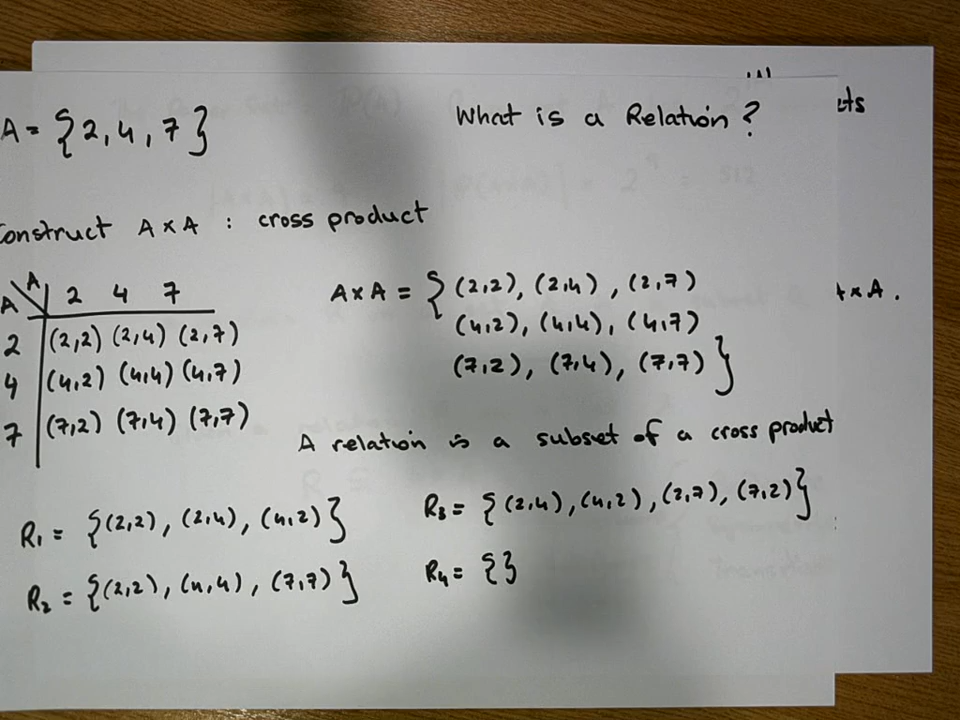 What is a Relation?
A = {2, 4, 7}
Construct A×A : cross product
A A 2 4 7
2 (2,2) (2,4) (2,7)
4 (4,2) (4,4) (4,7)
7 (7,2) (7,4) (7,7)
A×A = {(2,2), (2,4), (2,7)
(4,2), (4,4), (4,7)
(7,2), (7,4), (7,7)}
A relation is a subset of a cross product
R₁ = {(2,2), (2,4), (4,2)}
R₂ = {(2,2), (4,4), (7,7)}
R₃ = {(2,4), (4,2), (2,7), (7,2)}
R₄ = {}
×A.